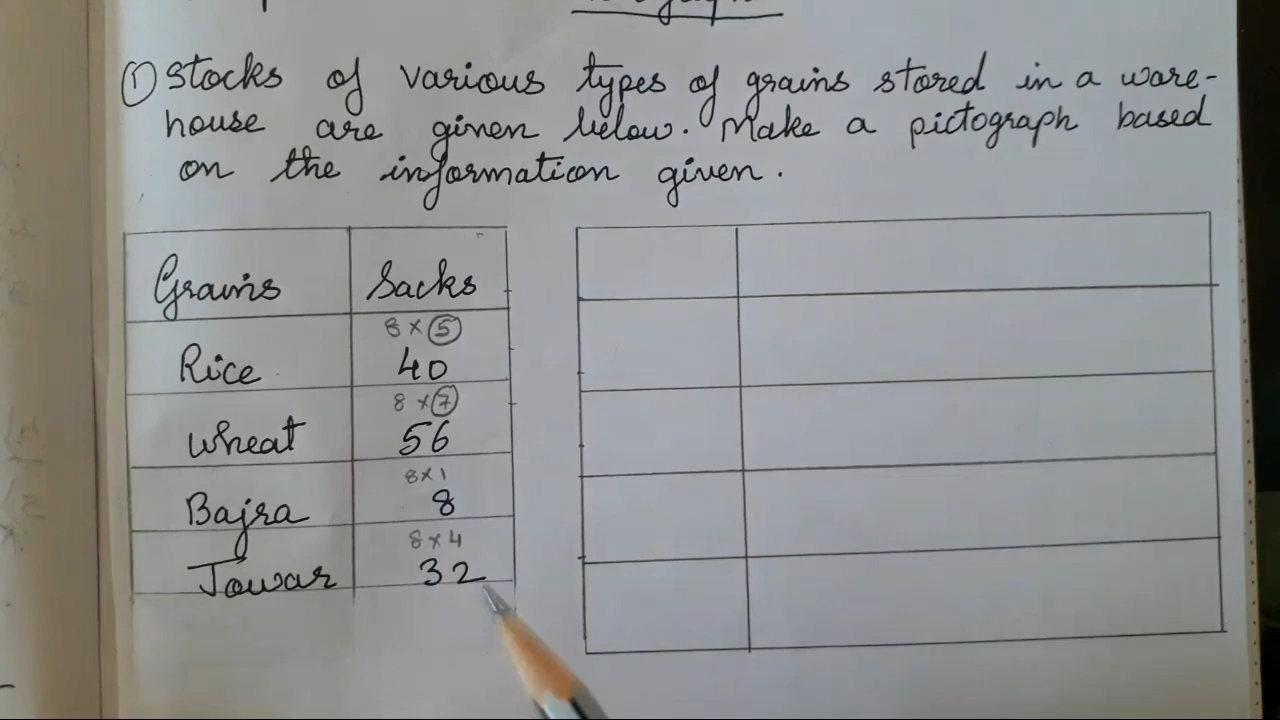 ① Stocks of various types of grains stored in a ware-
house are given below. Make a pictograph based
on the information given.
Grains Sacks
8 × 5
Rice 40
8 × 7
Wheat 56
8 × 1
Bajra 8
8 × 4
Jowar 32